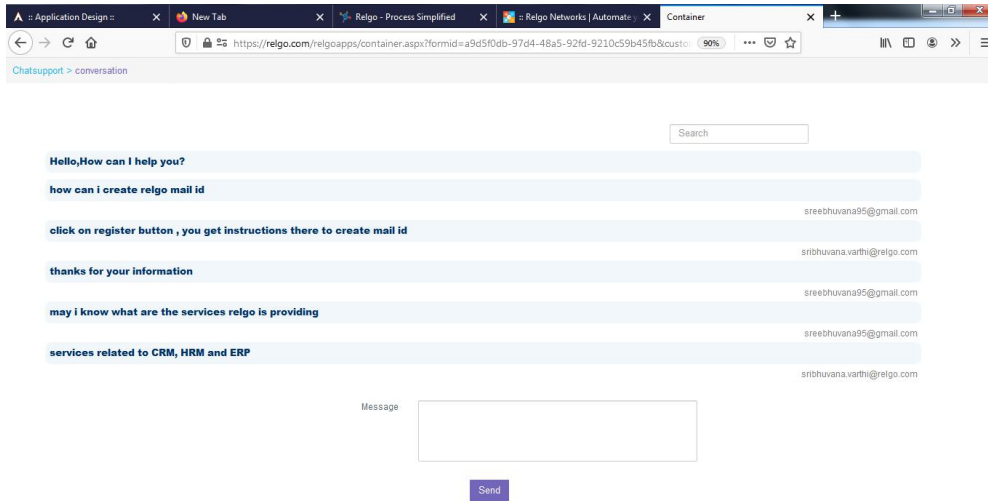 :: Application Design ::
New Tab
Relgo - Process Simplified
:: Relgo Networks | Automate y
Container
https://relgo.com/relgoapps/container.aspx?formid=a9d5f0db-97d4-48a5-92fd-9210c59b45fb&custo
90%
Chatsupport > conversation
Search
Hello,How can I help you?
how can i create relgo mail id
sreebhuvana95@gmail.com
click on register button , you get instructions there to create mail id
sribhuvana.varthi@relgo.com
thanks for your information
sreebhuvana95@gmail.com
may i know what are the services relgo is providing
sreebhuvana95@gmail.com
services related to CRM, HRM and ERP
sribhuvana.varthi@relgo.com
Message
Send